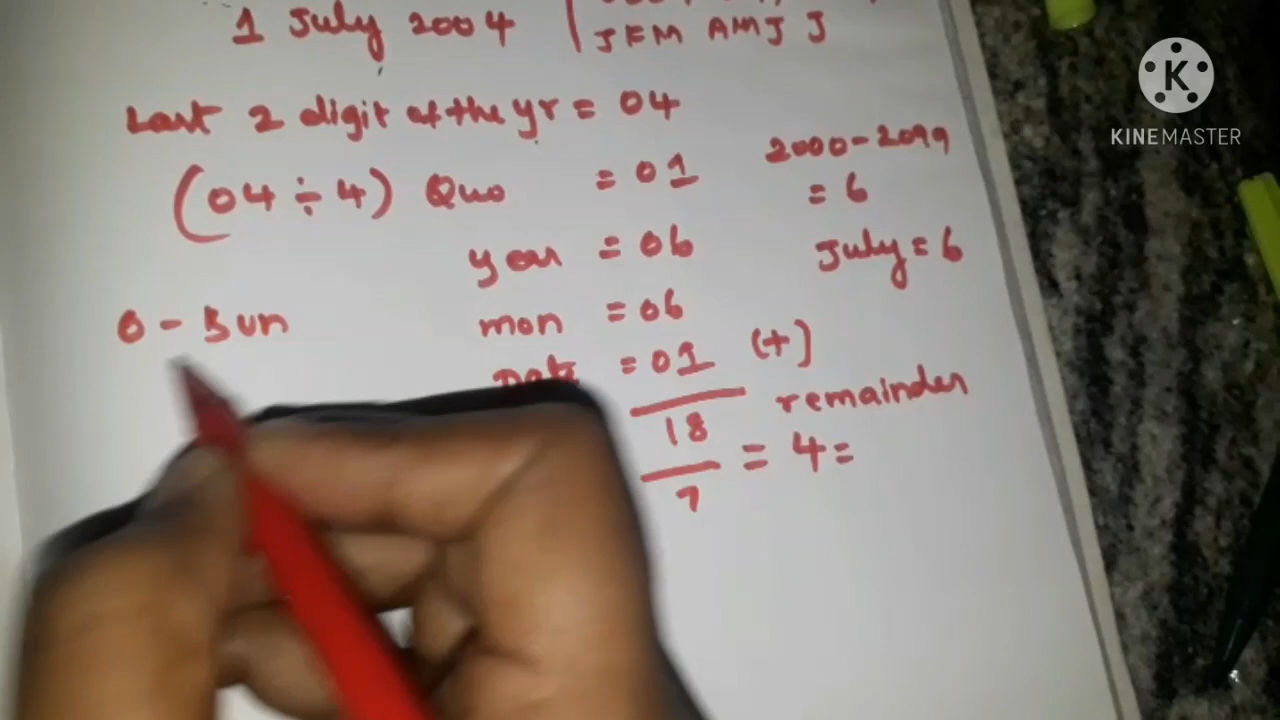 1 July 2004
JFM AMJ J
Last 2 digit of the yr = 04
(04 ÷ 4) Quo = 01
2000-2099
= 6
year = 06
July = 6
0 - Sun
mon = 06
Date = 01 (+)
18
remainder
7
= 4 =
K
KINEMASTER